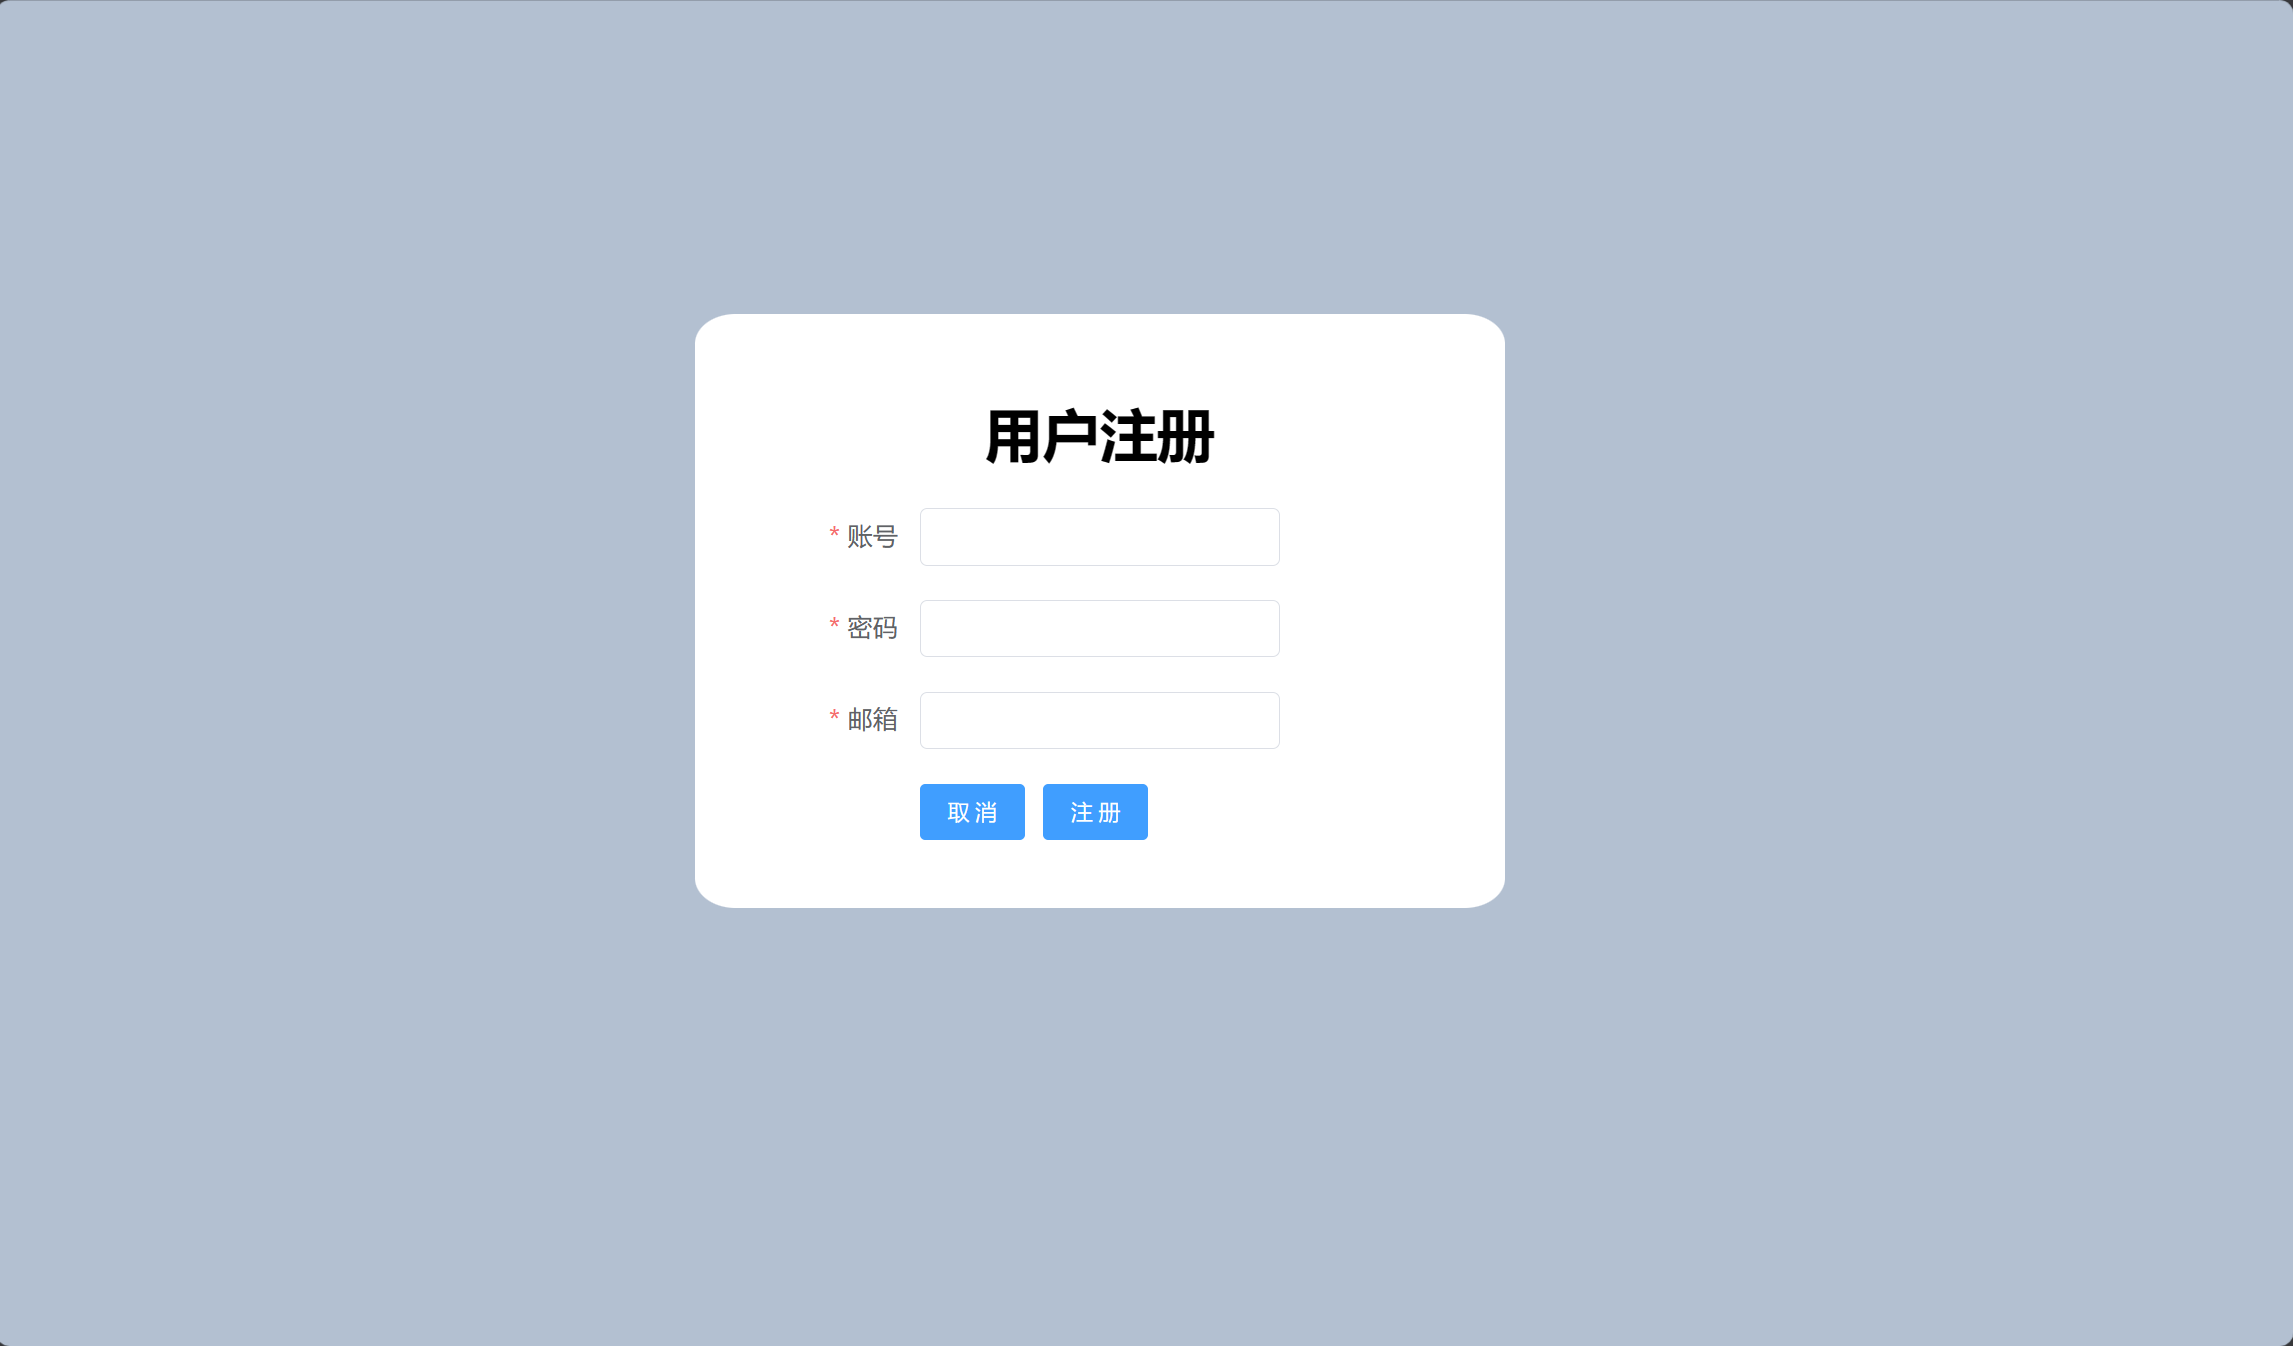 用户注册
* 账号
* 密码
* 邮箱
取消 注册